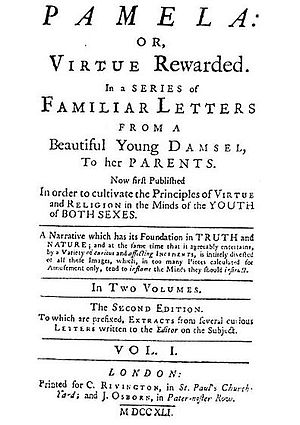 PAMELA:
OR,
VIRTUE Rewarded.
In a SERIES of
FAMILIAR LETTERS
FROM A
Beautiful Young DAMSEL,
To her PARENTS.
Now first Published
In order to cultivate the Principles of VIRTUE
and RELIGION in the Minds of the YOUTH
of BOTH SEXES.
A Narrative which has its Foundation in TRUTH and
NATURE; and at the same time that it agreeably entertains,
by a Variety of curious and affecting INCIDENTS, is intirely divested
of all those Images, which, in too many Pieces calculated for
Amusement only, tend to inflame the Minds they should instruct.
In Two VOLUMES.
The SECOND EDITION.
To which are prefixed, EXTRACTS from several curious
LETTERS written to the Editor on the Subject.
VOL. I.
LONDON:
Printed for C. RIVINGTON, in St. Paul's Church-
Yard; and J. OSBORN, in Pater-noster Row.
M DCC XLI.